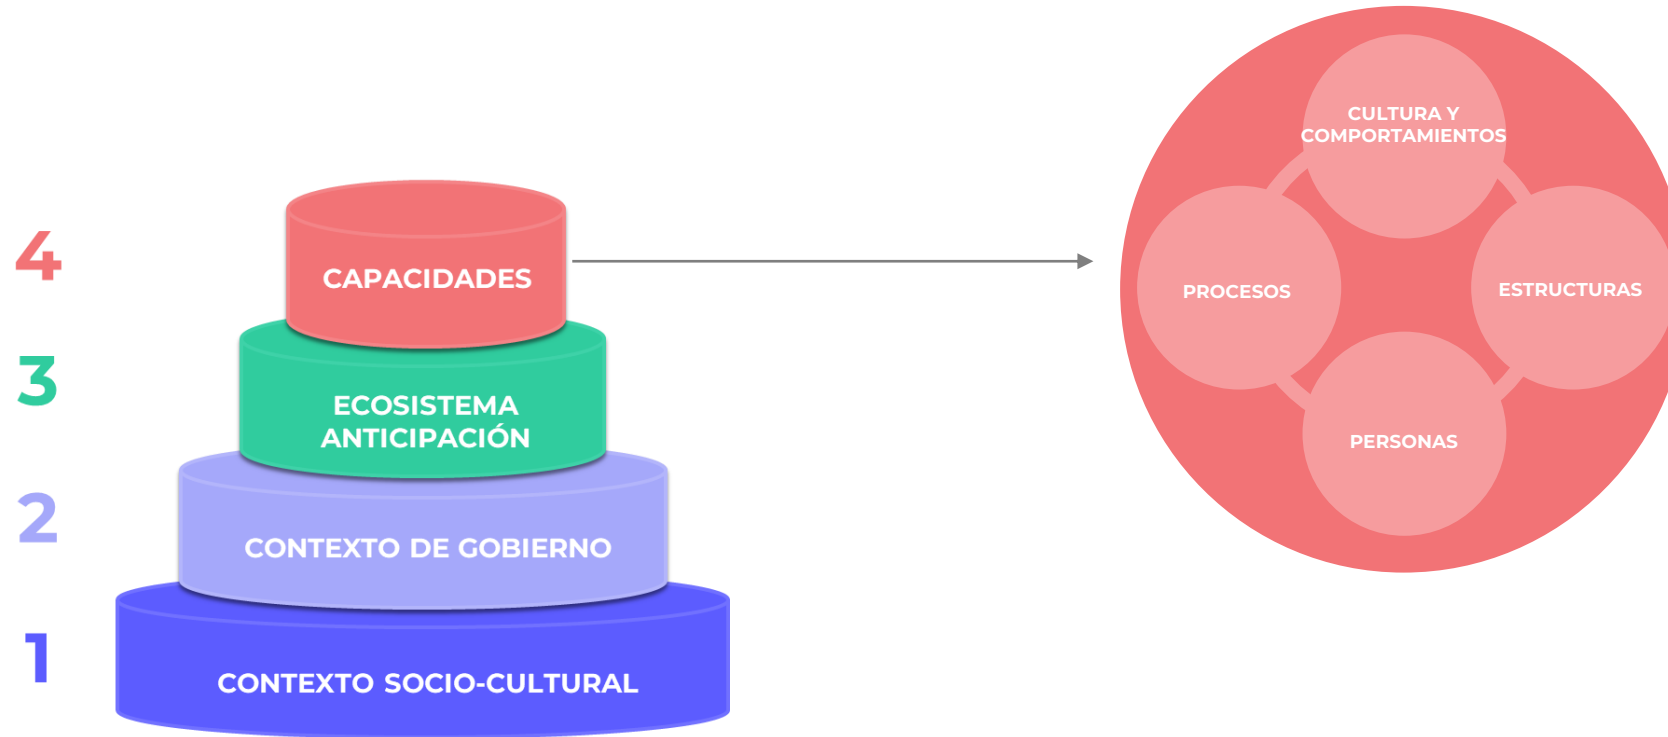 4
CAPACIDADES
3
ECOSISTEMA
ANTICIPACIÓN
2
CONTEXTO DE GOBIERNO
1
CONTEXTO SOCIO-CULTURAL
CULTURA Y
COMPORTAMIENTOS
PROCESOS
ESTRUCTURAS
PERSONAS